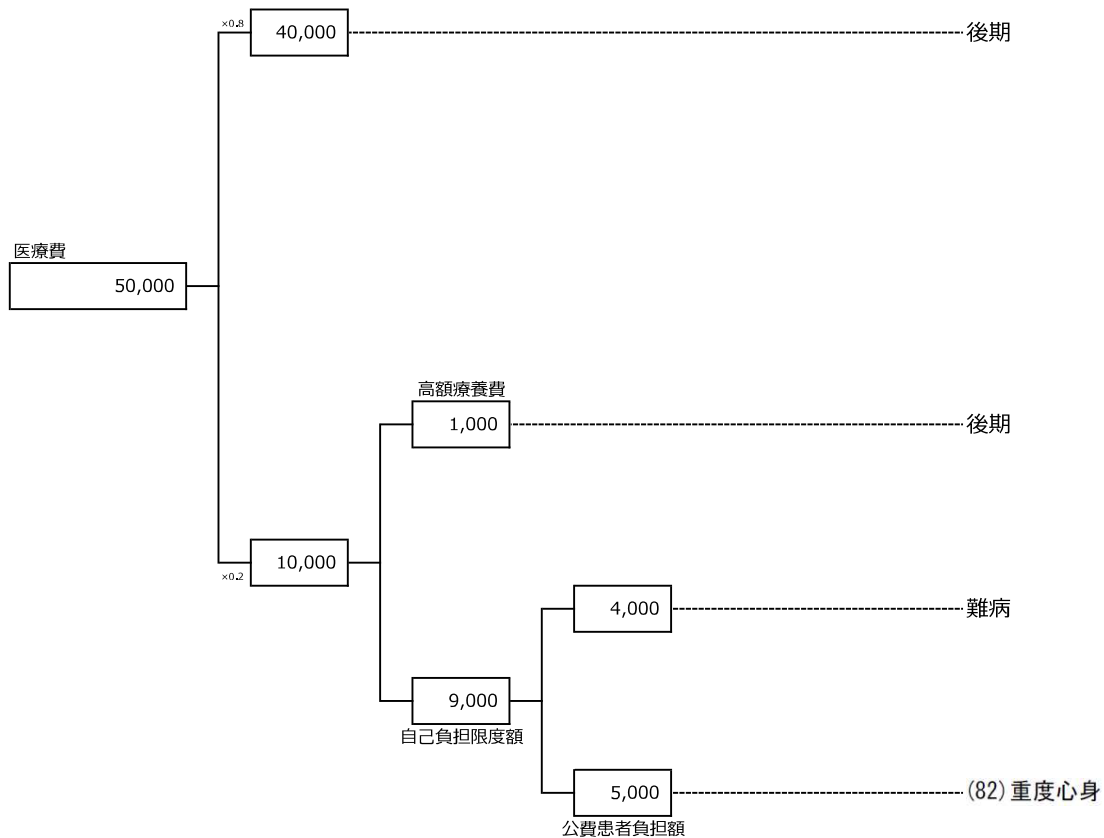 ×0.8
40,000
後期
医療費
50,000
高額療養費
1,000
後期
10,000
×0.2
4,000
難病
9,000
自己負担限度額
5,000
(82)重度心身
公費患者負担額